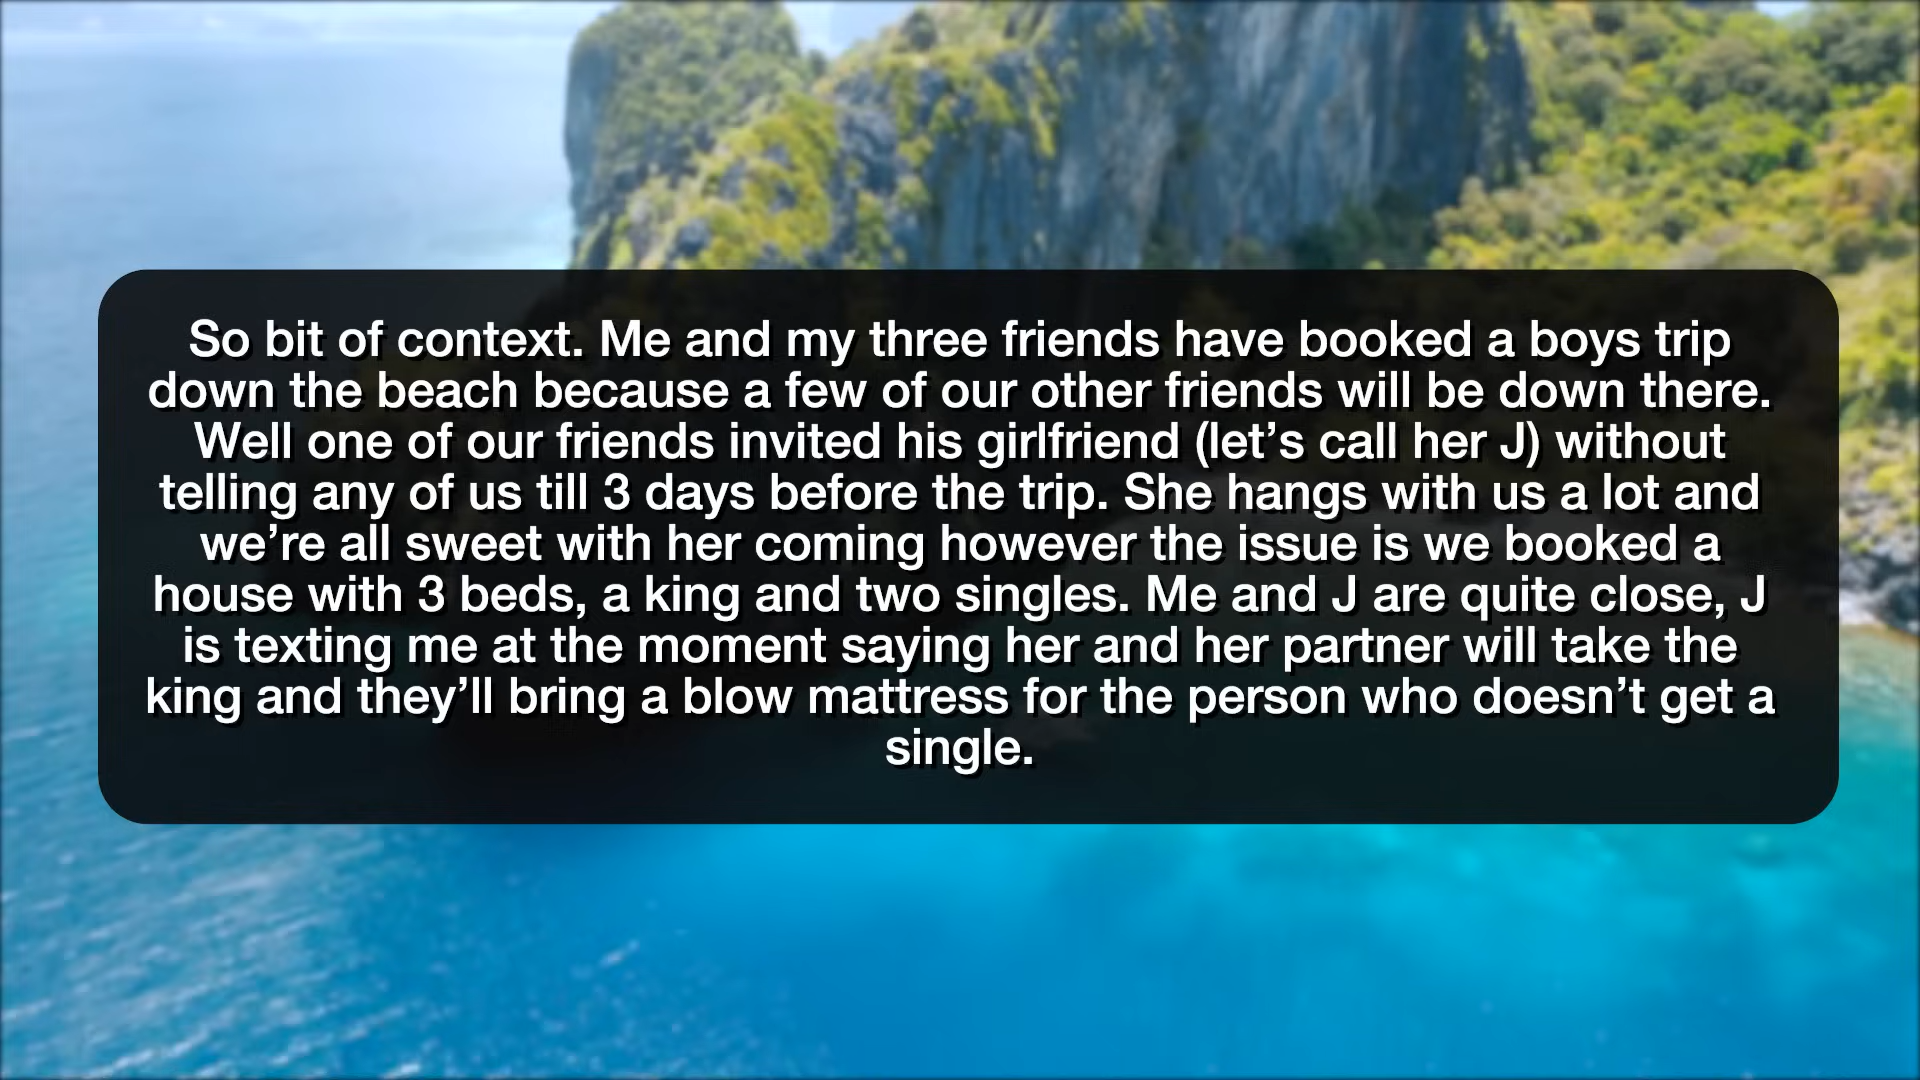 So bit of context. Me and my three friends have booked a boys trip
down the beach because a few of our other friends will be down there.
Well one of our friends invited his girlfriend (let’s call her J) without
telling any of us till 3 days before the trip. She hangs with us a lot and
we’re all sweet with her coming however the issue is we booked a
house with 3 beds, a king and two singles. Me and J are quite close, J
is texting me at the moment saying her and her partner will take the
king and they’ll bring a blow mattress for the person who doesn’t get a
single.